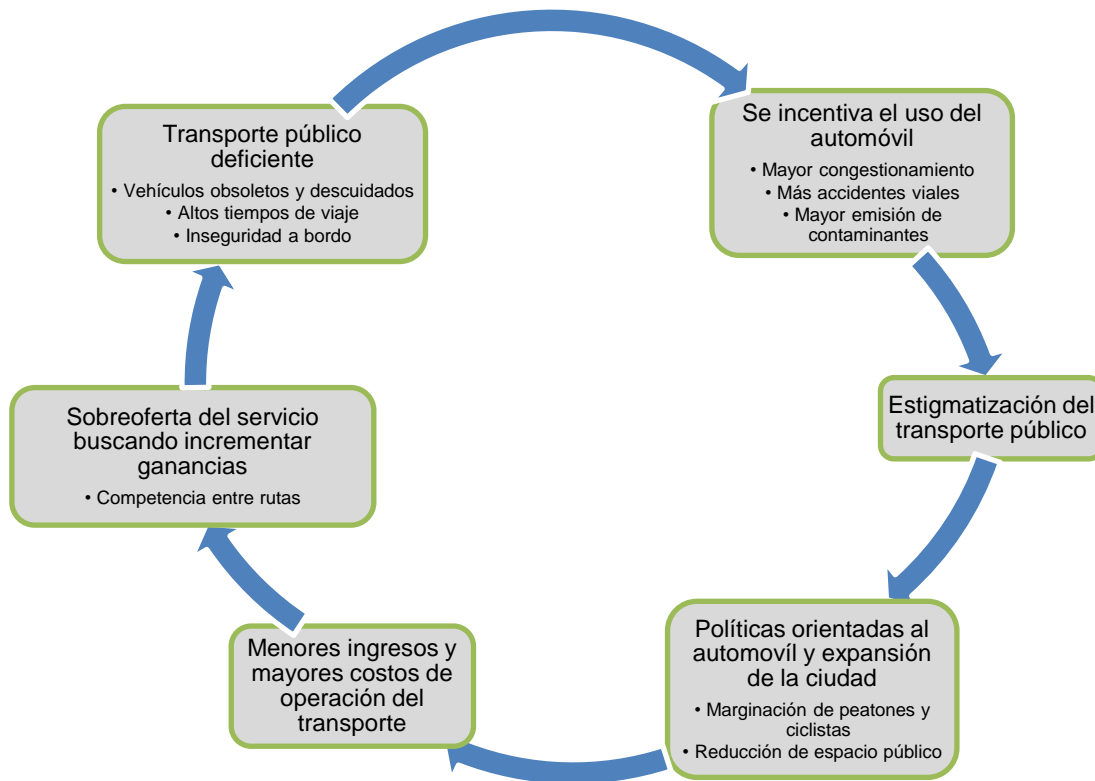 Transporte público
deficiente
• Vehículos obsoletos y descuidados
• Altos tiempos de viaje
• Inseguridad a bordo
Se incentiva el uso del
automóvil
• Mayor congestionamiento
• Más accidentes viales
• Mayor emisión de
contaminantes
Estigmatización del
transporte público
Políticas orientadas al
automovíl y expansión
de la ciudad
• Marginación de peatones y
ciclistas
• Reducción de espacio público
Menores ingresos y
mayores costos de
operación del
transporte
Sobreoferta del servicio
buscando incrementar
ganancias
• Competencia entre rutas